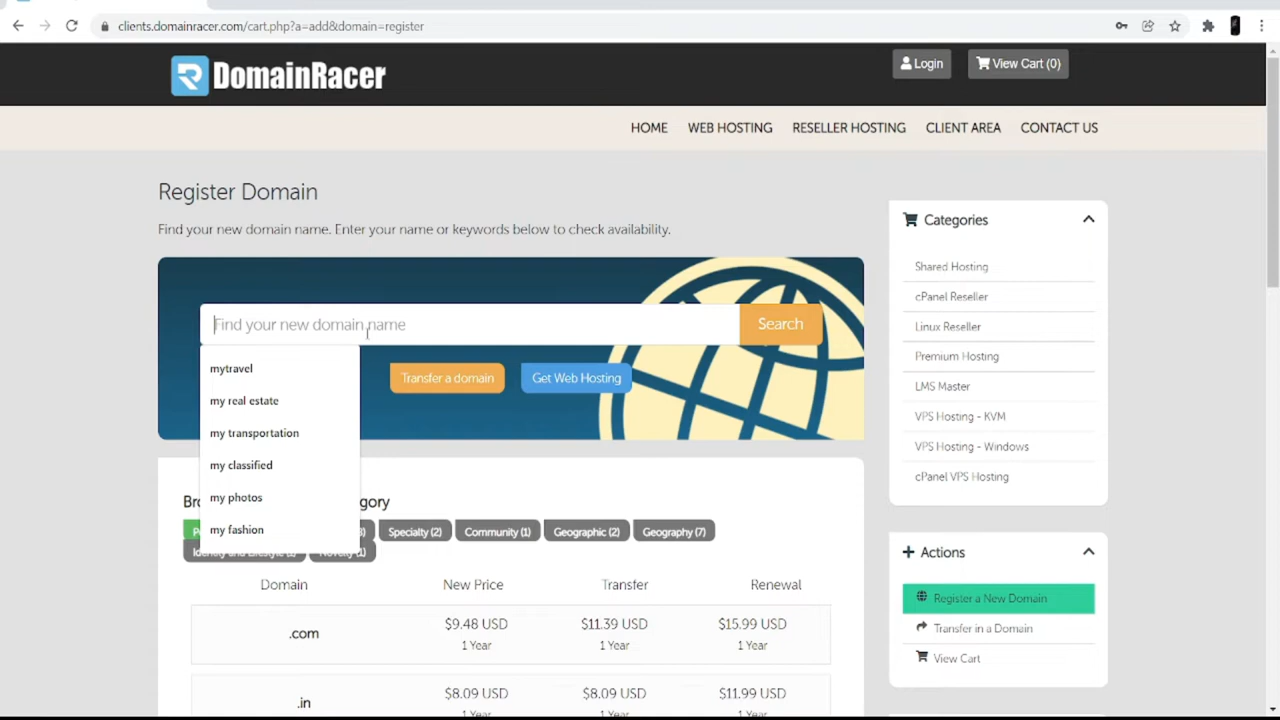 clients.domainracer.com/cart.php?a=add&domain=register
DomainRacer
Login
View Cart (0)
HOME WEB HOSTING RESELLER HOSTING CLIENT AREA CONTACT US
Register Domain
Find your new domain name. Enter your name or keywords below to check availability.
Find your new domain name
Search
mytravel
my real estate
my transportation
my classified
my photos
my fashion
Transfer a domain
Get Web Hosting
Specialty (2)
Community (1)
Geographic (2)
Geography (7)
Domain New Price Transfer Renewal
.com $9.48 USD $11.39 USD $15.99 USD
1 Year 1 Year 1 Year
.in $8.09 USD $8.09 USD $11.99 USD
1 Year 1 Year 1 Year
Categories
Shared Hosting
cPanel Reseller
Linux Reseller
Premium Hosting
LMS Master
VPS Hosting - KVM
VPS Hosting - Windows
cPanel VPS Hosting
Actions
Register a New Domain
Transfer in a Domain
View Cart